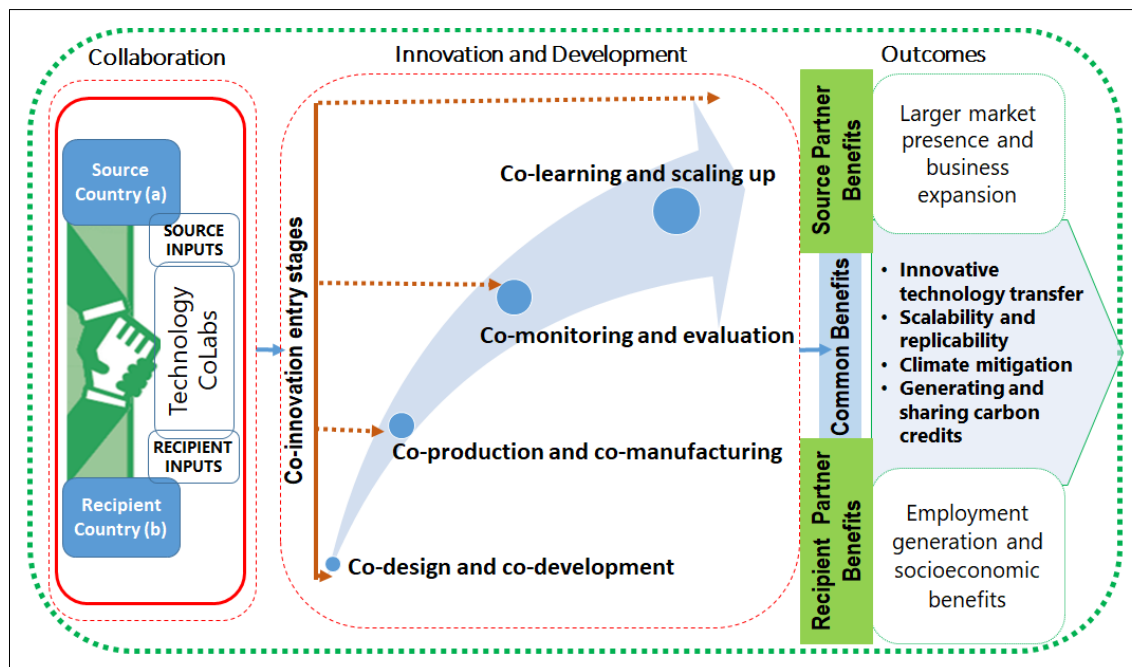 Collaboration
Source
Country (a)
SOURCE
INPUTS
Technology
CoLabs
RECIPIENT
INPUTS
Recipient
Country (b)
Innovation and Development
Co-innovation entry stages
Co-learning and scaling up
Co-monitoring and evaluation
Co-production and co-manufacturing
Co-design and co-development
Outcomes
Source Partner
Benefits
Larger market
presence and
business
expansion
Common Benefits
• Innovative
technology transfer
• Scalability and
replicability
• Climate mitigation
• Generating and
sharing carbon
credits
Recipient Partner
Benefits
Employment
generation and
socioeconomic
benefits